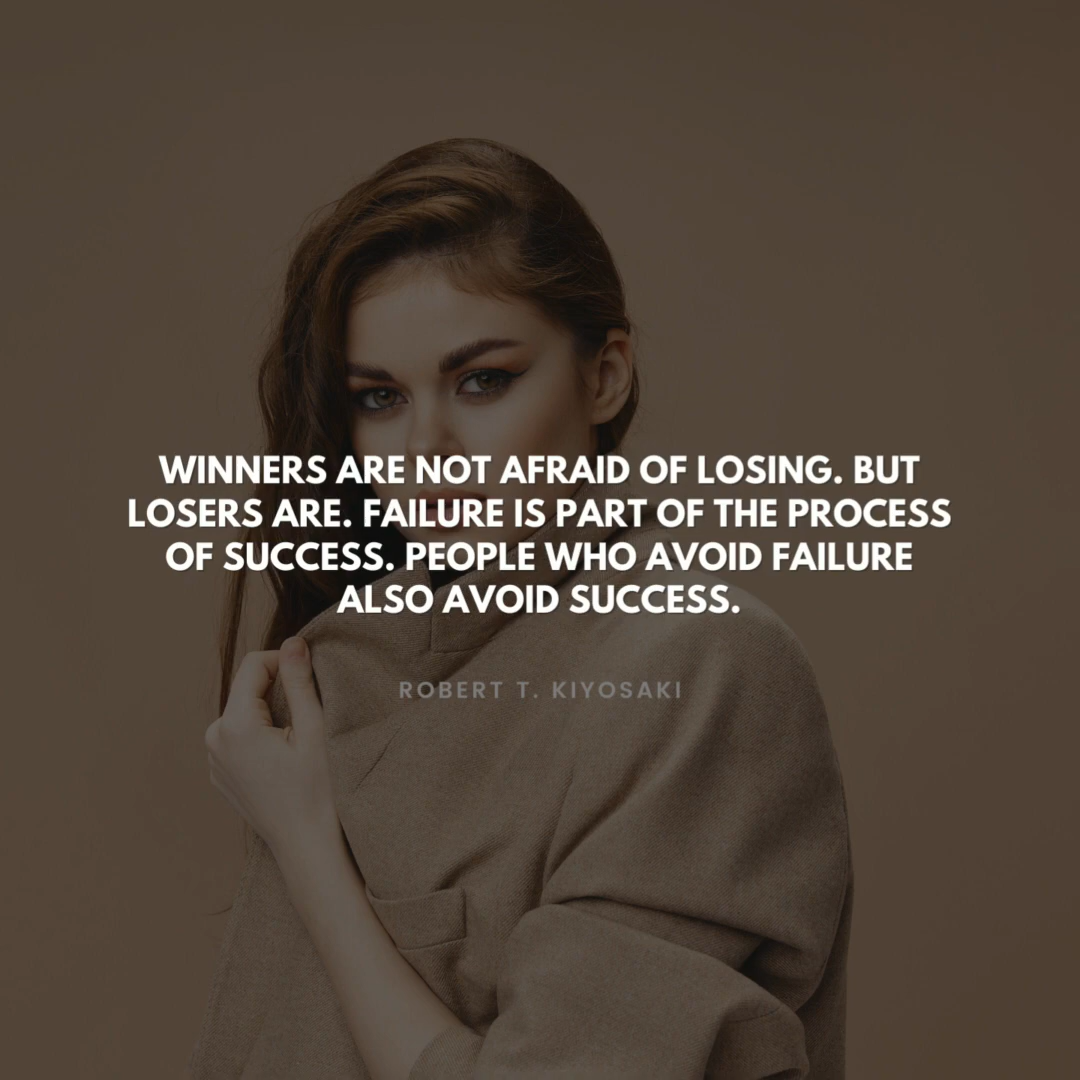 WINNERS ARE NOT AFRAID OF LOSING. BUT
LOSERS ARE. FAILURE IS PART OF THE PROCESS
OF SUCCESS. PEOPLE WHO AVOID FAILURE
ALSO AVOID SUCCESS.
ROBERT T. KIYOSAKI